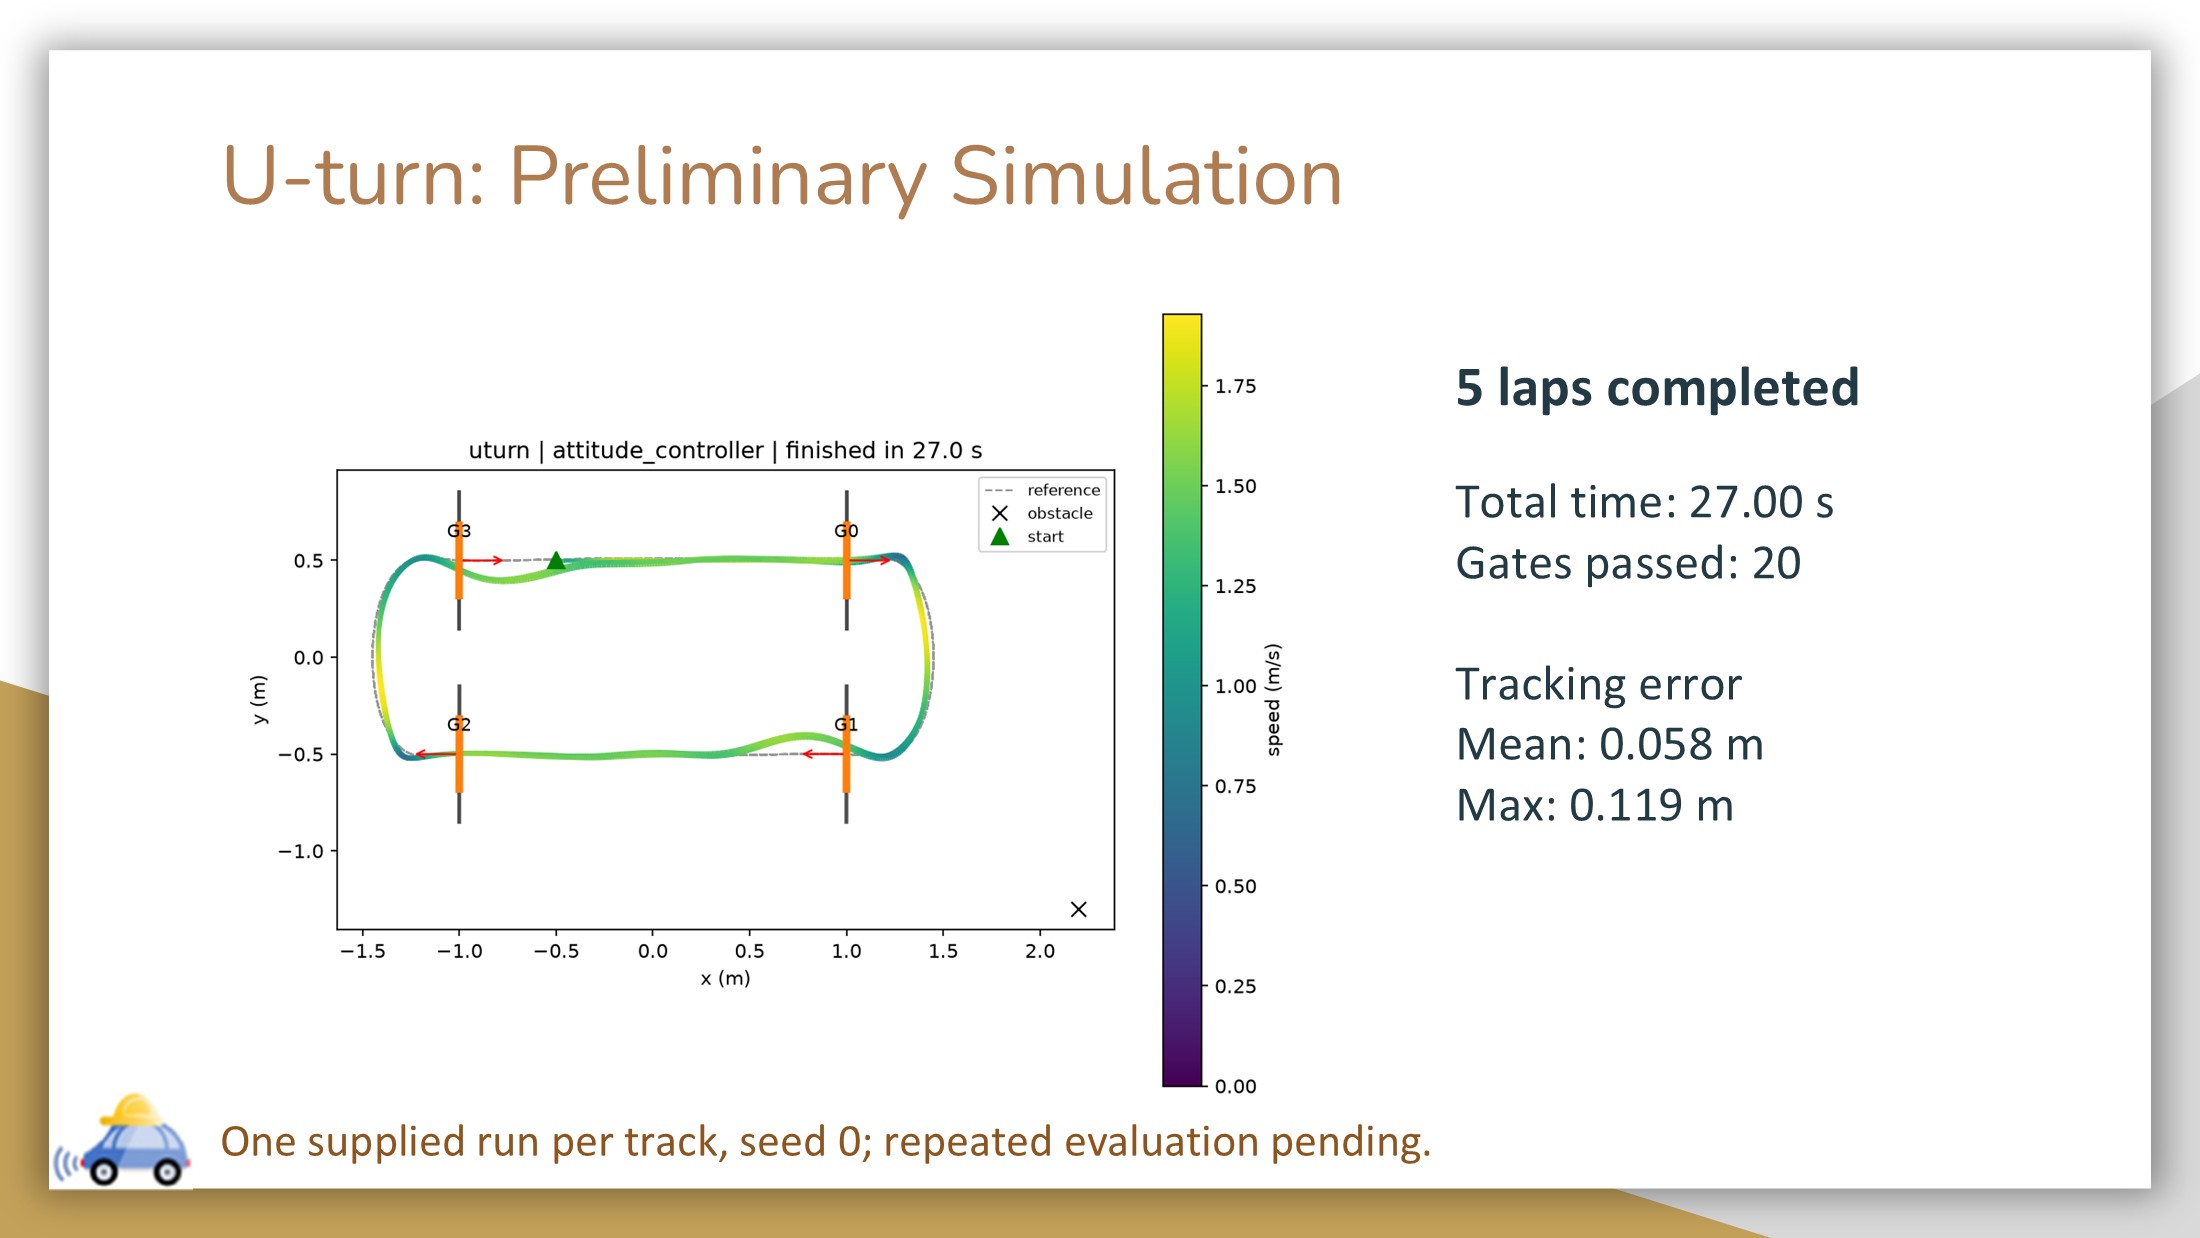 U-turn: Preliminary Simulation
uturn | attitude_controller | finished in 27.0 s
reference
obstacle
start
G3
G0
G2
G1
0.5
0.0
−0.5
−1.0
y (m)
−1.5
−1.0
−0.5
0.0
0.5
1.0
1.5
2.0
x (m)
1.75
1.50
1.25
1.00
0.75
0.50
0.25
0.00
speed (m/s)
5 laps completed
Total time: 27.00 s
Gates passed: 20
Tracking error
Mean: 0.058 m
Max: 0.119 m
One supplied run per track, seed 0; repeated evaluation pending.